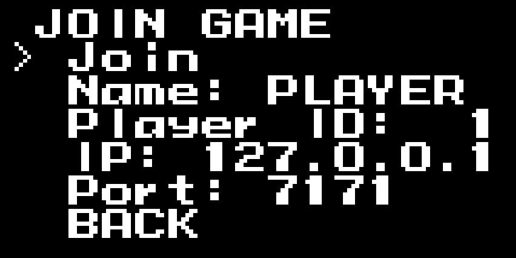 JOIN GAME
> Join
Name: PLAYER
Player ID: 1
IP: 127.0.0.1
Port: 7171
BACK